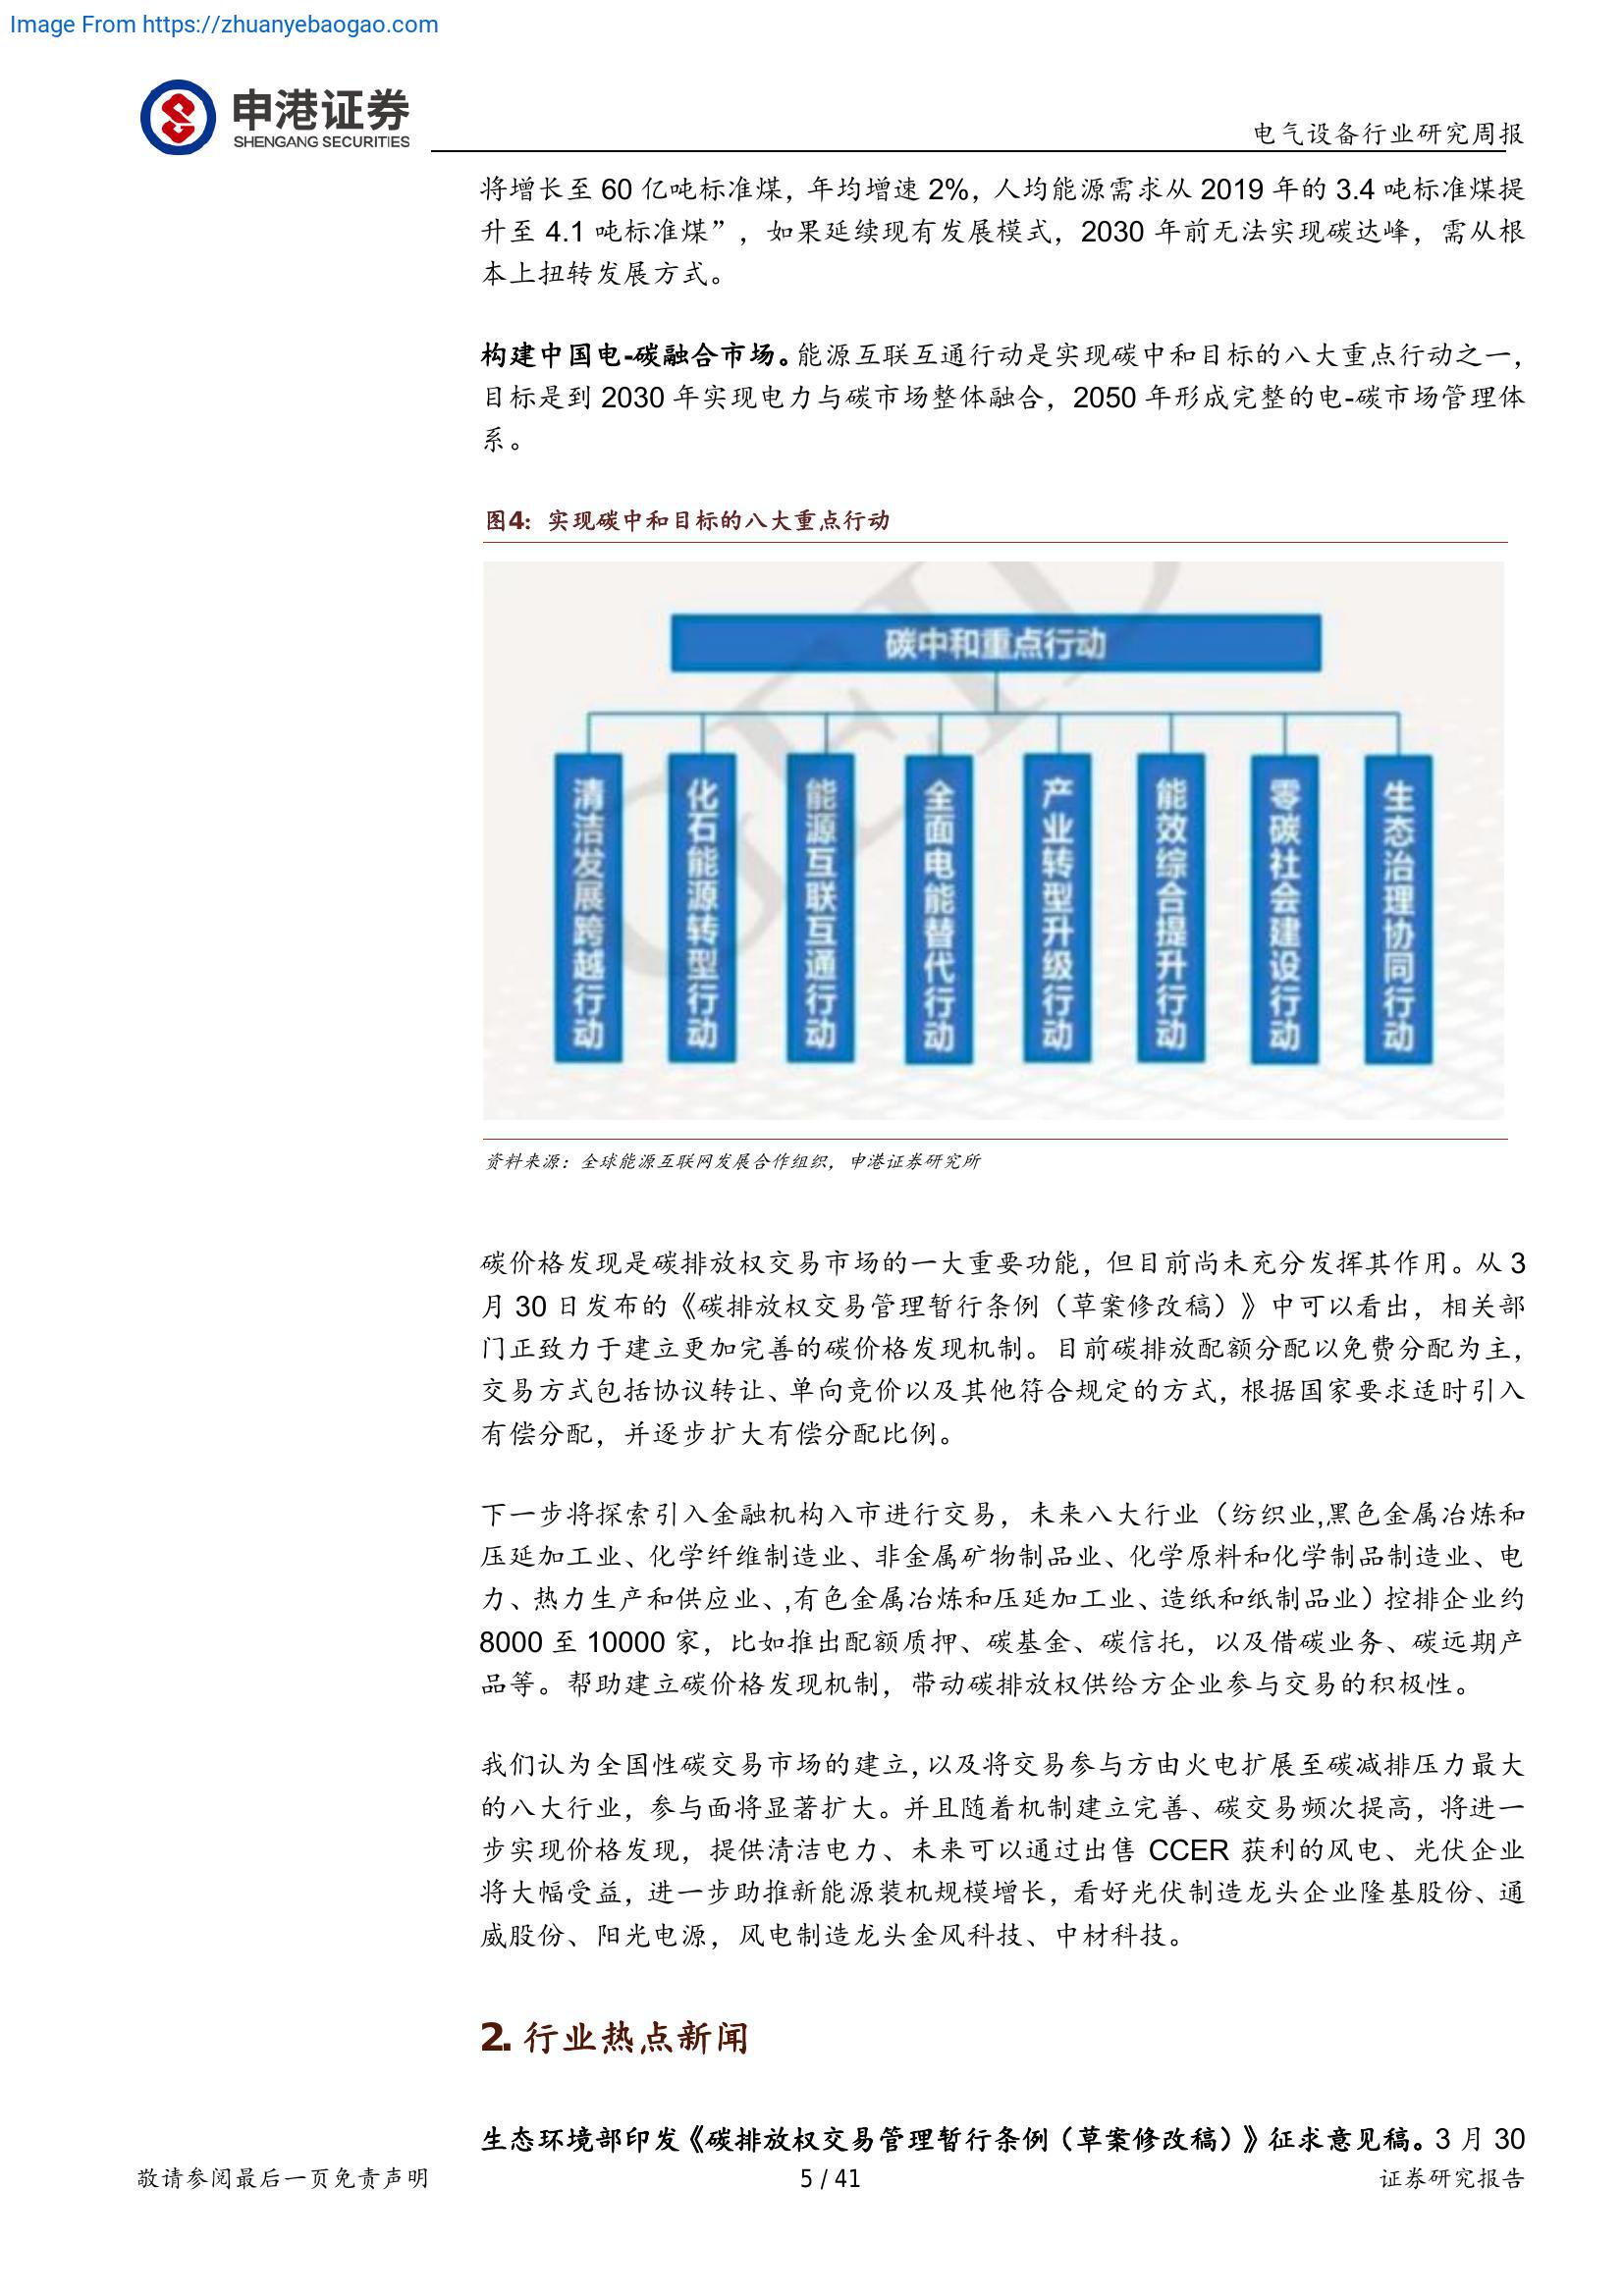 Image From https://zhuanyebaogao.com
申港证券
SHENGANG SECURITIES
电气设备行业研究周报
将增长至 60 亿吨标准煤，年均增速 2%，人均能源需求从 2019 年的 3.4 吨标准煤提
升至 4.1 吨标准煤”，如果延续现有发展模式，2030 年前无法实现碳达峰，需从根
本上扭转发展方式。
构建中国电-碳融合市场。能源互联互通行动是实现碳中和目标的八大重点行动之一，
目标是到 2030 年实现电力与碳市场整体融合，2050 年形成完整的电-碳市场管理体
系。
图4：实现碳中和目标的八大重点行动
碳中和重点行动
清洁发展跨越行动
化石能源转型行动
能源互联互通行动
全面电能替代行动
产业转型升级行动
能效综合提升行动
零碳社会建设行动
生态治理协同行动
资料来源：全球能源互联网发展合作组织，申港证券研究所
碳价格发现是碳排放权交易市场的一大重要功能，但目前尚未充分发挥其作用。从 3
月 30 日发布的《碳排放权交易管理暂行条例（草案修改稿）》中可以看出，相关部
门正致力于建立更加完善的碳价格发现机制。目前碳排放配额分配以免费分配为主，
交易方式包括协议转让、单向竞价以及其他符合规定的方式，根据国家要求适时引入
有偿分配，并逐步扩大有偿分配比例。
下一步将探索引入金融机构入市进行交易，未来八大行业（纺织业,黑色金属冶炼和
压延加工业、化学纤维制造业、非金属矿物制品业、化学原料和化学制品制造业、电
力、热力生产和供应业、,有色金属冶炼和压延加工业、造纸和纸制品业）控排企业约
8000 至 10000 家，比如推出配额质押、碳基金、碳信托，以及借碳业务、碳远期产
品等。帮助建立碳价格发现机制，带动碳排放权供给方企业参与交易的积极性。
我们认为全国性碳交易市场的建立，以及将交易参与方由火电扩展至碳减排压力最大
的八大行业，参与面将显著扩大。并且随着机制建立完善、碳交易频次提高，将进一
步实现价格发现，提供清洁电力、未来可以通过出售 CCER 获利的风电、光伏企业
将大幅受益，进一步助推新能源装机规模增长，看好光伏制造龙头企业隆基股份、通
威股份、阳光电源，风电制造龙头金风科技、中材科技。
2. 行业热点新闻
生态环境部印发《碳排放权交易管理暂行条例（草案修改稿）》征求意见稿。3 月 30
敬请参阅最后一页免责声明
5 / 41
证券研究报告